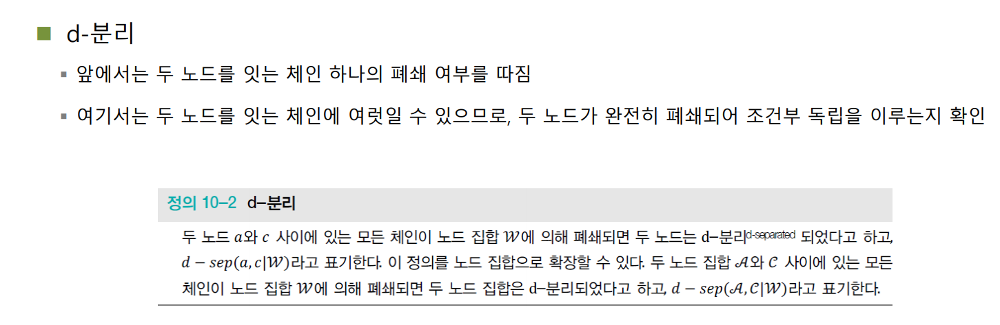 d-분리
앞에서는 두 노드를 잇는 체인 하나의 폐쇄 여부를 따짐
여기서는 두 노드를 잇는 체인에 여럿일 수 있으므로, 두 노드가 완전히 폐쇄되어 조건부 독립을 이루는지 확인
정의 10-2 d-분리
두 노드 𝑎와 𝑐 사이에 있는 모든 체인이 노드 집합 𝒲에 의해 폐쇄되면 두 노드는 d-분리d-separated 되었다고 하고,
𝑑 − 𝑠𝑒𝑝(𝑎, 𝑐|𝒲)라고 표기한다. 이 정의를 노드 집합으로 확장할 수 있다. 두 노드 집합 𝒜와 𝒞 사이에 있는 모든
체인이 노드 집합 𝒲에 의해 폐쇄되면 두 노드 집합은 d-분리되었다고 하고, 𝑑 − 𝑠𝑒𝑝(𝒜, 𝒞|𝒲)라고 표기한다.